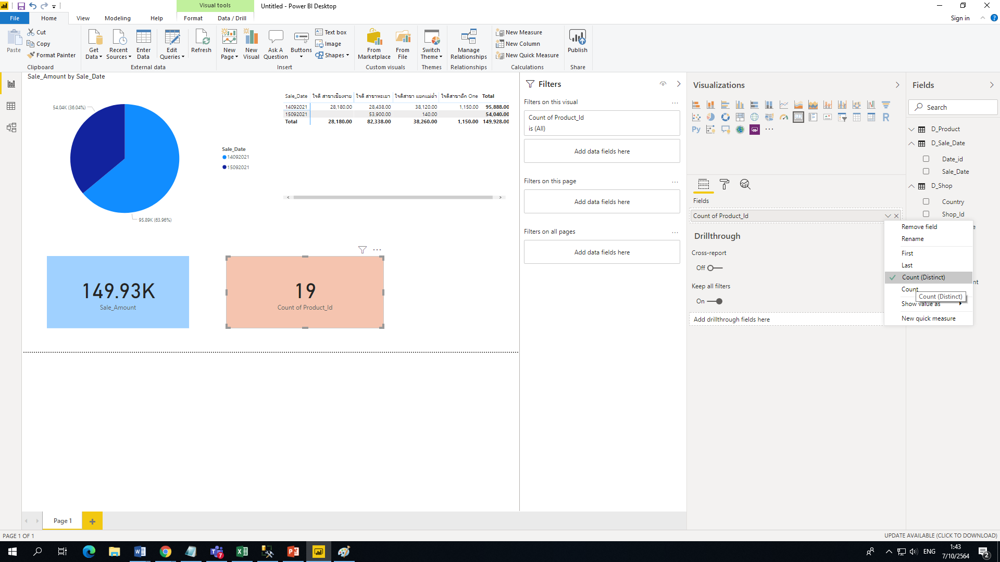 Visual tools
Untitled - Power BI Desktop
File
Home
View
Modeling
Help
Format
Data / Drill
Sign in
Paste
Cut
Copy
Format Painter
Clipboard
Get Data
Recent Sources
Enter Data
Edit Queries
Refresh
External data
New Page
New Visual
Ask A Question
Buttons
Text box
Image
Shapes
Insert
From Marketplace
From File
Custom visuals
Switch Theme
Themes
Manage Relationships
Relationships
New Measure
New Column
New Quick Measure
Calculations
Publish
Share
Sale_Amount by Sale_Date
54.04K (36.04%)
95.89K (63.96%)
Sale_Date
14092021
15092021
Sale_Date ใจดี สาขาเชียงราย ใจดี สาขาพะเยา ใจดีสาขา แยกแม่ต๋ำ ใจดีสาขาตึก One Total
14092021 28,180.00 28,438.00 38,120.00 1,150.00 95,888.00
15092021 53,900.00 140.00 54,040.00
Total 28,180.00 82,338.00 38,260.00 1,150.00 149,928.00
149.93K
Sale_Amount
19
Count of Product_Id
Filters
Filters on this visual
Count of Product_Id
is (All)
Add data fields here
Filters on this page
Add data fields here
Filters on all pages
Add data fields here
Visualizations
R
Py
Fields
Count of Product_Id
Drillthrough
Cross-report
Off
Keep all filters
On
Add drillthrough fields here
Fields
Search
D_Product
D_Sale_Date
Date_id
Sale_Date
D_Shop
Country
Shop_Id
Remove field
Rename
First
Last
Count (Distinct)
Count
Count (Distinct)
Show value as
New quick measure
Page 1
PAGE 1 OF 1
UPDATE AVAILABLE (CLICK TO DOWNLOAD)
7
ENG
1:43
7/10/2564
2